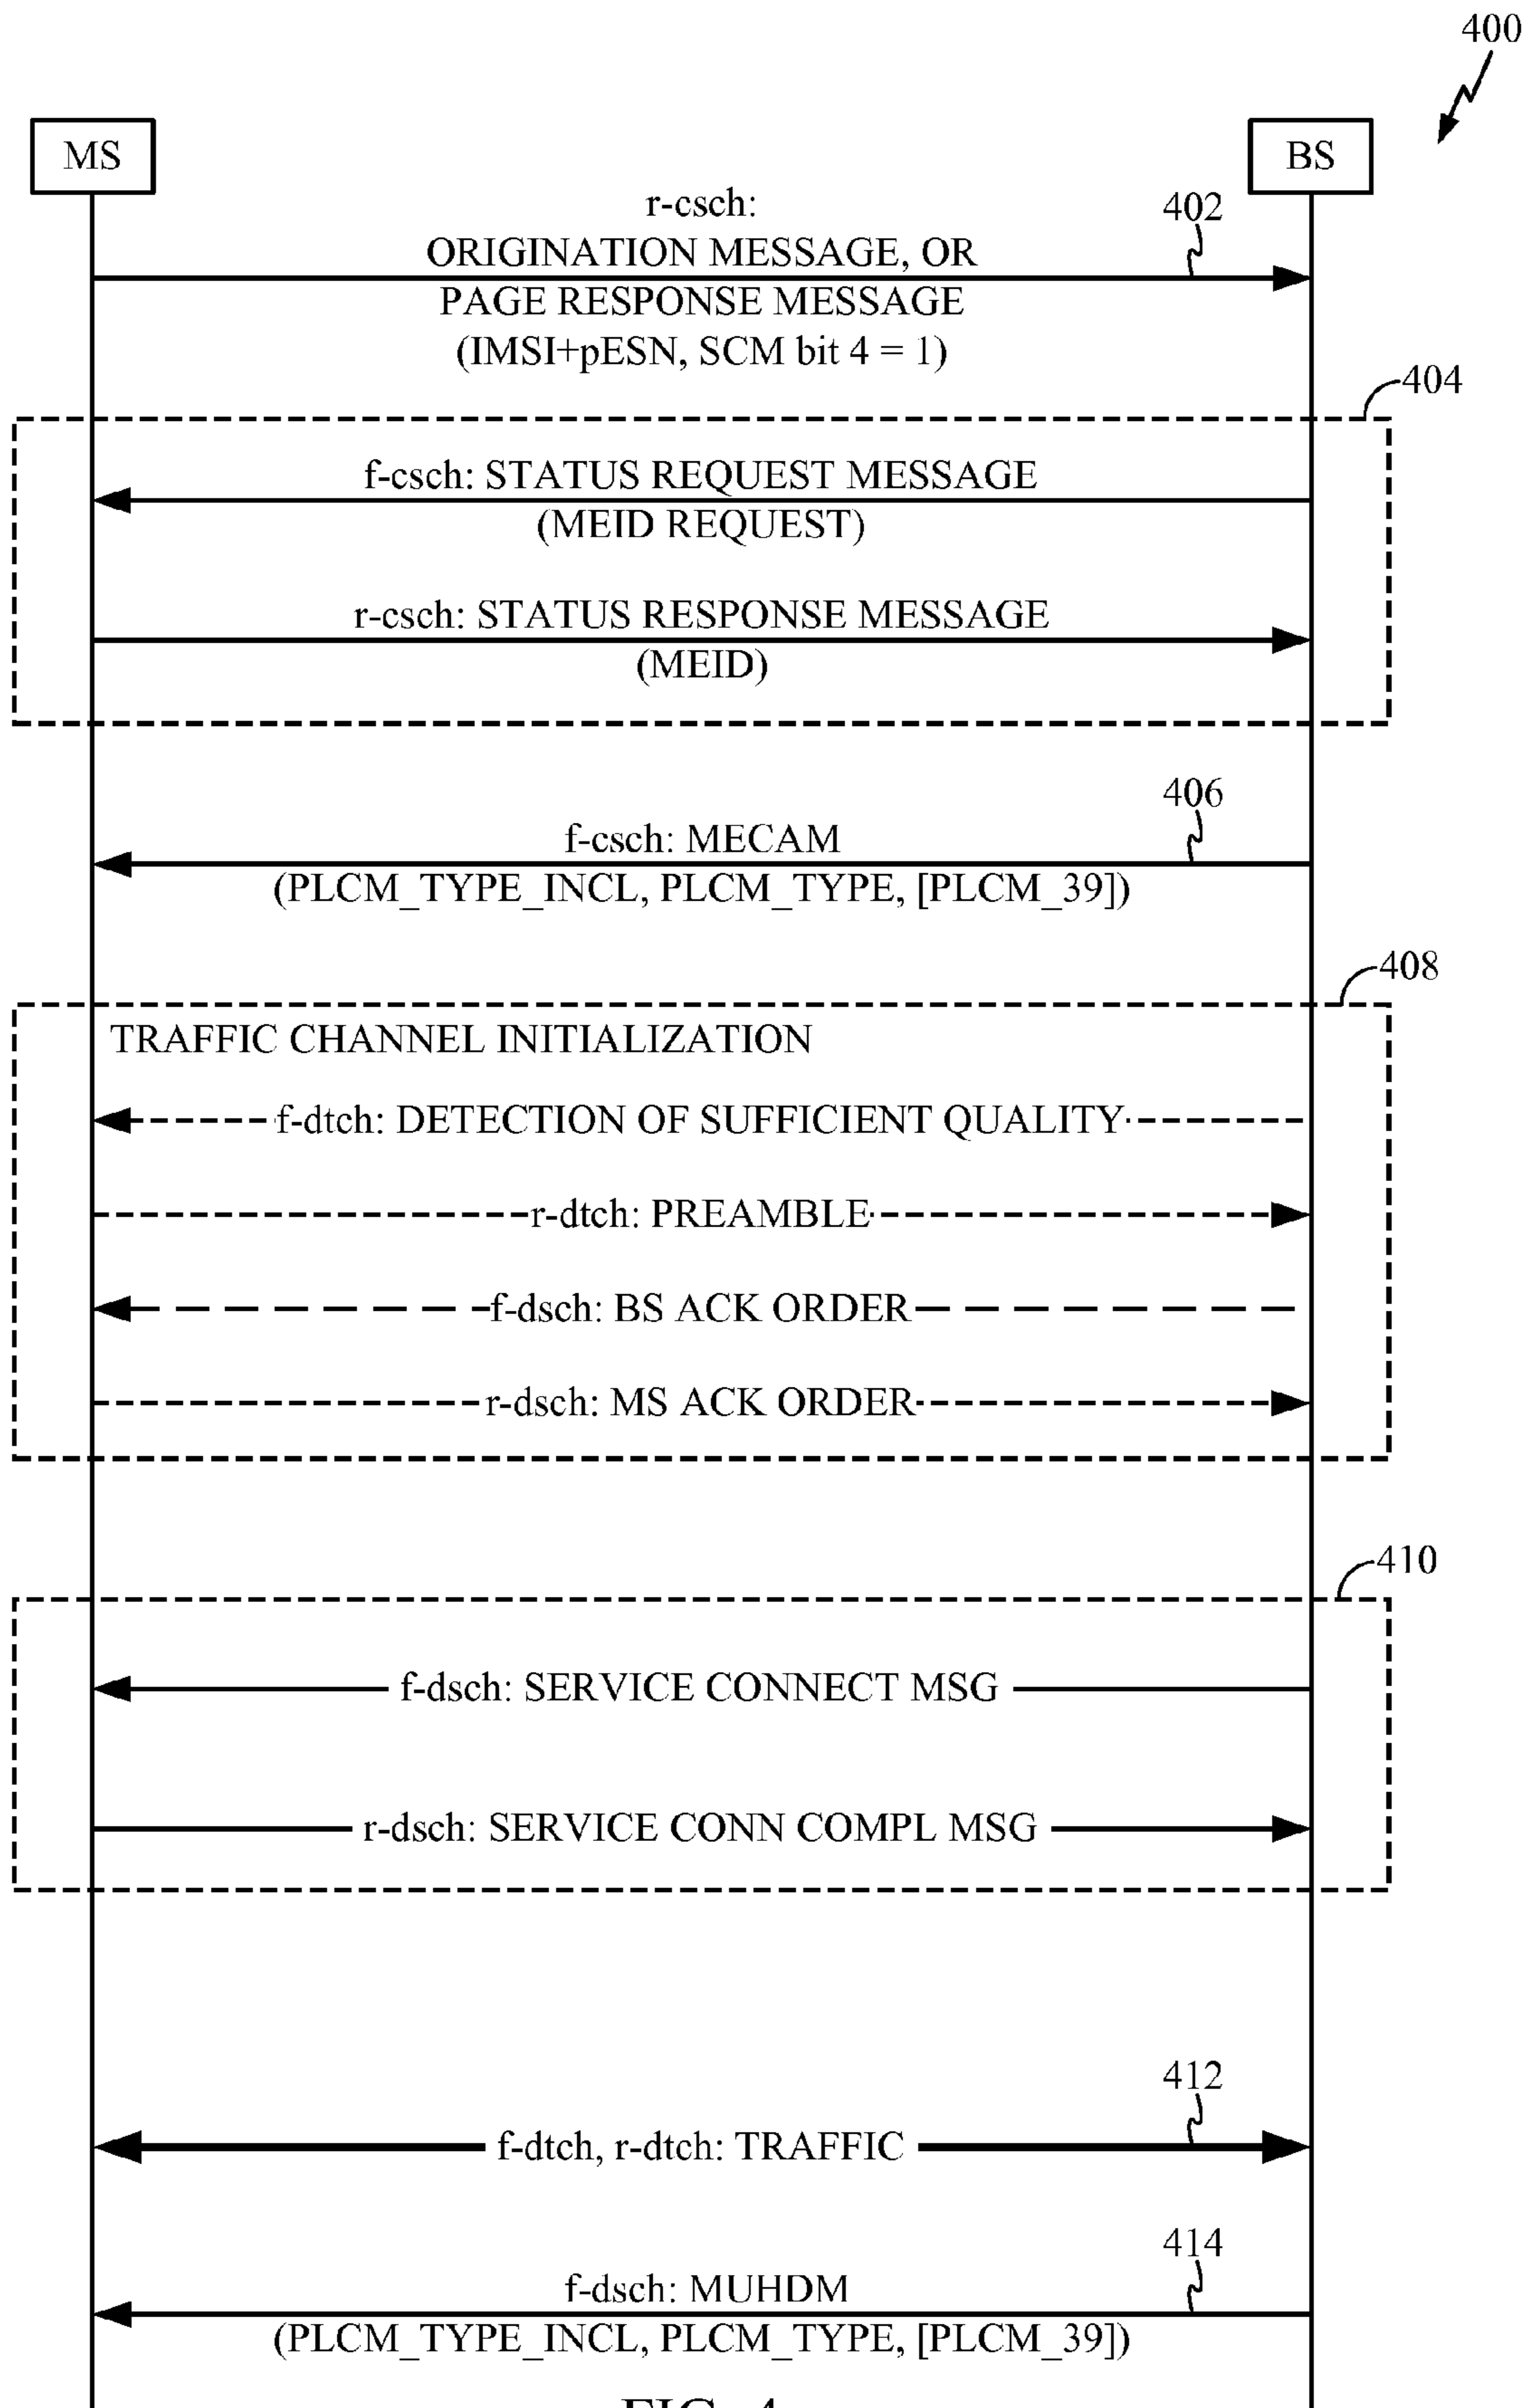 400
MS
BS
r-csch:
402
ORIGINATION MESSAGE, OR
PAGE RESPONSE MESSAGE
(IMSI+pESN, SCM bit 4 = 1)
404
f-csch: STATUS REQUEST MESSAGE
(MEID REQUEST)
r-csch: STATUS RESPONSE MESSAGE
(MEID)
406
f-csch: MECAM
(PLCM_TYPE_INCL, PLCM_TYPE, [PLCM_39])
408
TRAFFIC CHANNEL INITIALIZATION
f-dtch: DETECTION OF SUFFICIENT QUALITY
r-dtch: PREAMBLE
f-dsch: BS ACK ORDER
r-dsch: MS ACK ORDER
410
f-dsch: SERVICE CONNECT MSG
r-dsch: SERVICE CONN COMPL MSG
412
f-dtch, r-dtch: TRAFFIC
414
f-dsch: MUHDM
(PLCM_TYPE_INCL, PLCM_TYPE, [PLCM_39])
FIG. 4